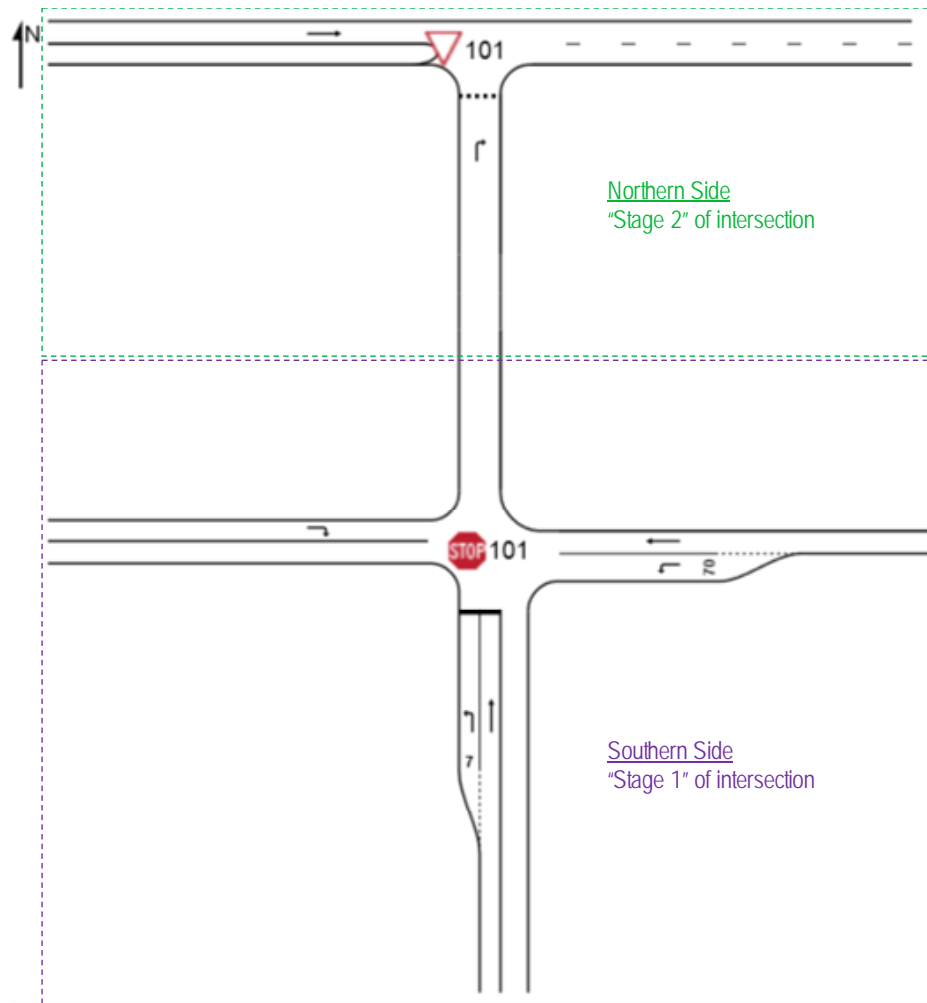 N
101
Northern Side
“Stage 2” of intersection
STOP 101
70
7
Southern Side
“Stage 1” of intersection